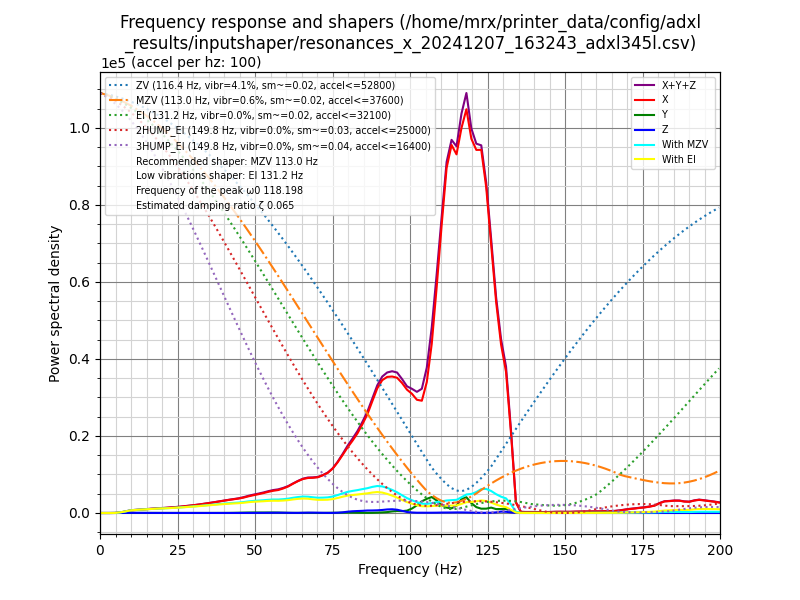 Frequency response and shapers (/home/mrx/printer_data/config/adxl
_results/inputshaper/resonances_x_20241207_163243_adxl345l.csv)
1e5 (accel per hz: 100)
ZV (116.4 Hz, vibr=4.1%, sm~=0.02, accel<=52800)
MZV (113.0 Hz, vibr=0.6%, sm~=0.02, accel<=37600)
EI (131.2 Hz, vibr=0.0%, sm~=0.02, accel<=32100)
2HUMP_EI (149.8 Hz, vibr=0.0%, sm~=0.03, accel<=25000)
3HUMP_EI (149.8 Hz, vibr=0.0%, sm~=0.04, accel<=16400)
Recommended shaper: MZV 113.0 Hz
Low vibrations shaper: EI 131.2 Hz
Frequency of the peak ω0 118.198
Estimated damping ratio ζ 0.065
X+Y+Z
X
Y
Z
With MZV
With EI
Power spectral density
1.0
0.8
0.6
0.4
0.2
0.0
0 25 50 75 100 125 150 175 200
Frequency (Hz)